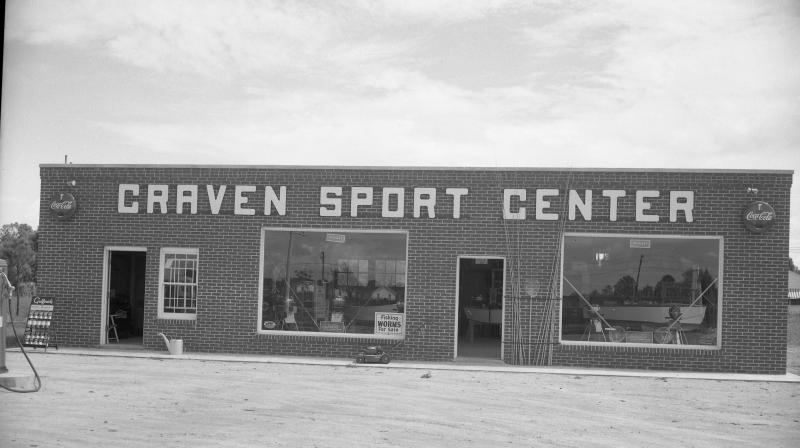 CRAVEN SPORT CENTER
Coca-Cola
Coca-Cola
Fishing
WORMS
For Sale